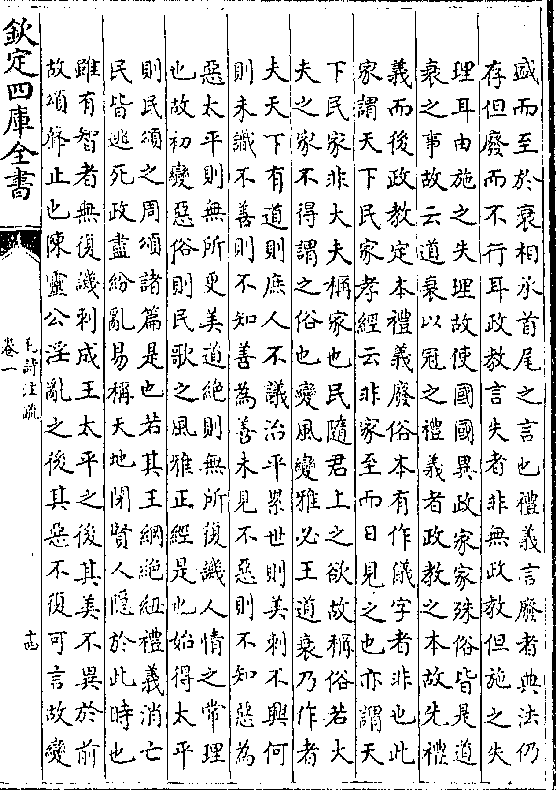 盛而至於衰相承首尾之言也禮義言廢者典法仍
存但廢而不行耳政教言失者非無政教但施之失
理耳由施之失理故使國國異政家家殊俗皆是道
衰之事故云道衰以冠之禮義者政教之本故先禮
義而後政教定本禮義廢俗本有作儀字者非也此
家謂天下民家孝經云非家至而日見之也亦謂天
下民家非大夫稱家也民隨君上之欲故稱俗若大
夫之家不得謂之俗也變風變雅必王道衰乃作者
夫天下有道則庶人不議治平累世則美刺不興何
則未識不善則不知善為善未見不惡則不知惡為
惡太平則無所更美道絕則無所復譏人情之常理
也故初變惡俗則民歌之風雅正經是也始得太平
則民頌之周頌諸篇是也若其王綱絕紐禮義消亡
民皆逃死政盡紛亂易稱天地閉賢人隱於此時也
雖有智者無復譏刺成王太平之後其美不異於前
故頌聲止也陳靈公淫亂之後其惡不復可言故變
欽定四庫全書
毛詩注疏
卷一
十四